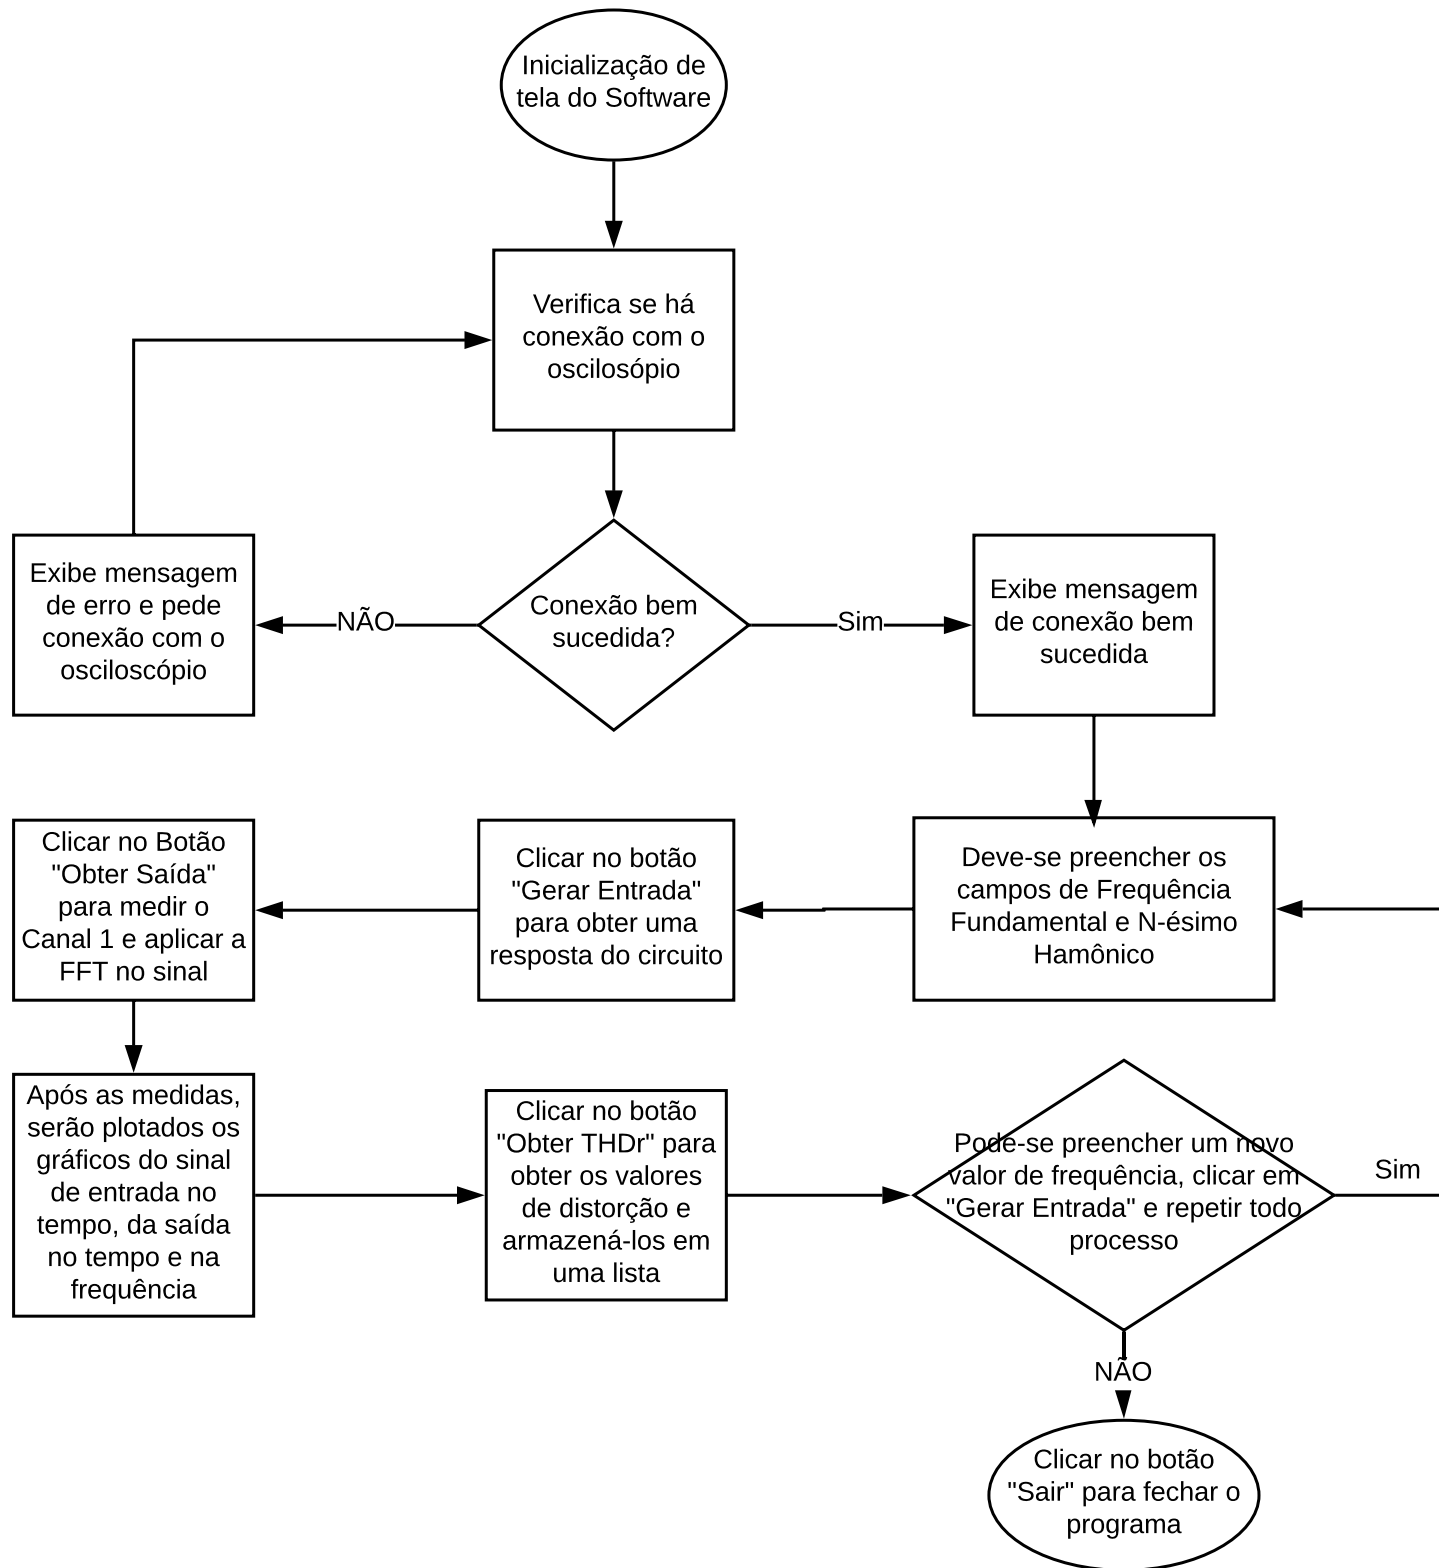 Inicialização de
tela do Software
Verifica se há
conexão com o
oscilosópio
Conexão bem
sucedida?
NÃO
Sim
Exibe mensagem
de erro e pede
conexão com o
osciloscópio
Exibe mensagem
de conexão bem
sucedida
Deve-se preencher os
campos de Frequência
Fundamental e N-ésimo
Hamônico
Clicar no botão
"Gerar Entrada"
para obter uma
resposta do circuito
Clicar no Botão
"Obter Saída"
para medir o
Canal 1 e aplicar a
FFT no sinal
Após as medidas,
serão plotados os
gráficos do sinal
de entrada no
tempo, da saída
no tempo e na
frequência
Clicar no botão
"Obter THDr" para
obter os valores
de distorção e
armazená-los em
uma lista
Pode-se preencher um novo
valor de frequência, clicar em
"Gerar Entrada" e repetir todo
processo
Sim
NÃO
Clicar no botão
"Sair" para fechar o
programa